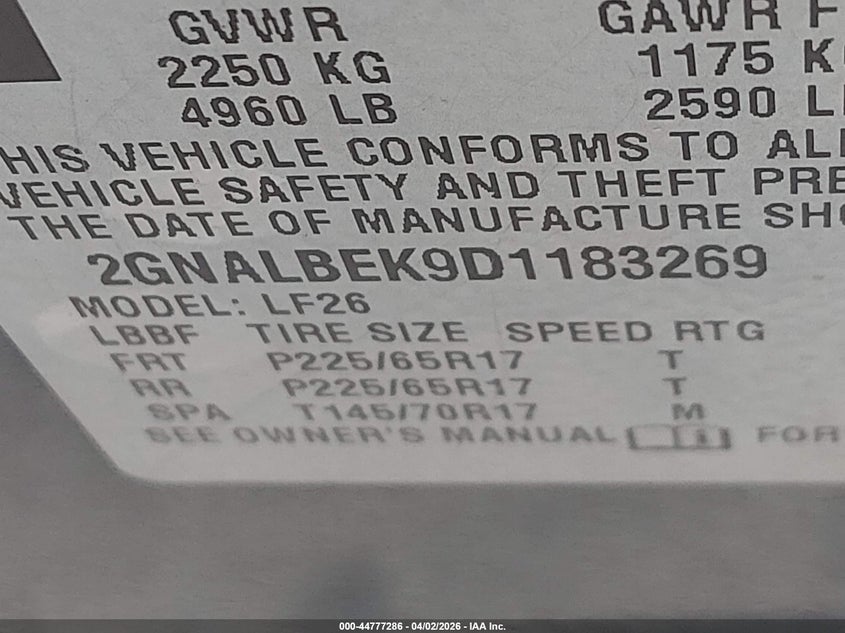 GVWR GAWR F
2250 KG 1175 K
4960 LB 2590 L
HIS VEHICLE CONFORMS TO AL
VEHICLE SAFETY AND THEFT PRE
THE DATE OF MANUFACTURE SHO
2GNALBEK9D1183269
MODEL: LF26
LBBF TIRE SIZE SPEED RTG
FRT P225/65R17 T
RR P225/65R17 T
SPA T145/70R17 M
SEE OWNER'S MANUAL FOR
000-44777286 - 04/02/2026 - IAA Inc.